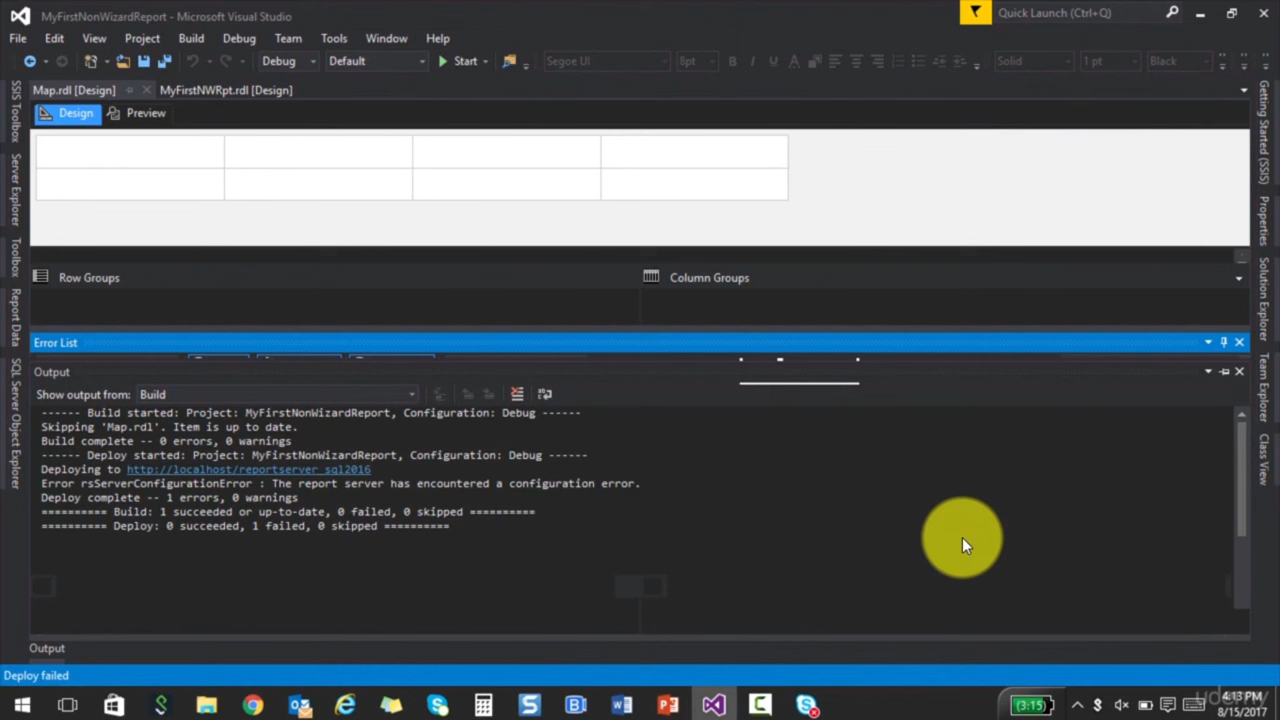 MyFirstNonWizardReport - Microsoft Visual Studio
Quick Launch (Ctrl+Q)
File Edit View Project Build Debug Team Tools Window Help
Debug Default Start Segoe UI 8pt B I U A Solid 1 pt Black
Map.rdl [Design] MyFirstNWRpt.rdl [Design]
Design Preview
SSIS Toolbox
Server Explorer
Toolbox
Report Data
SQL Server Object Explorer
Getting Started (SSIS)
Properties
Solution Explorer
Team Explorer
Class View
Row Groups Column Groups
Error List
Output
Show output from: Build
------ Build started: Project: MyFirstNonWizardReport, Configuration: Debug ------
Skipping 'Map.rdl'. Item is up to date.
Build complete -- 0 errors, 0 warnings
------ Deploy started: Project: MyFirstNonWizardReport, Configuration: Debug ------
Deploying to http://localhost/reportserver_sql2016
Error rsServerConfigurationError : The report server has encountered a configuration error.
Deploy complete -- 1 errors, 0 warnings
========== Build: 1 succeeded or up-to-date, 0 failed, 0 skipped ==========
========== Deploy: 0 succeeded, 1 failed, 0 skipped ==========
Output
Deploy failed
(3:15)
4:13 PM
8/15/2017
udemy